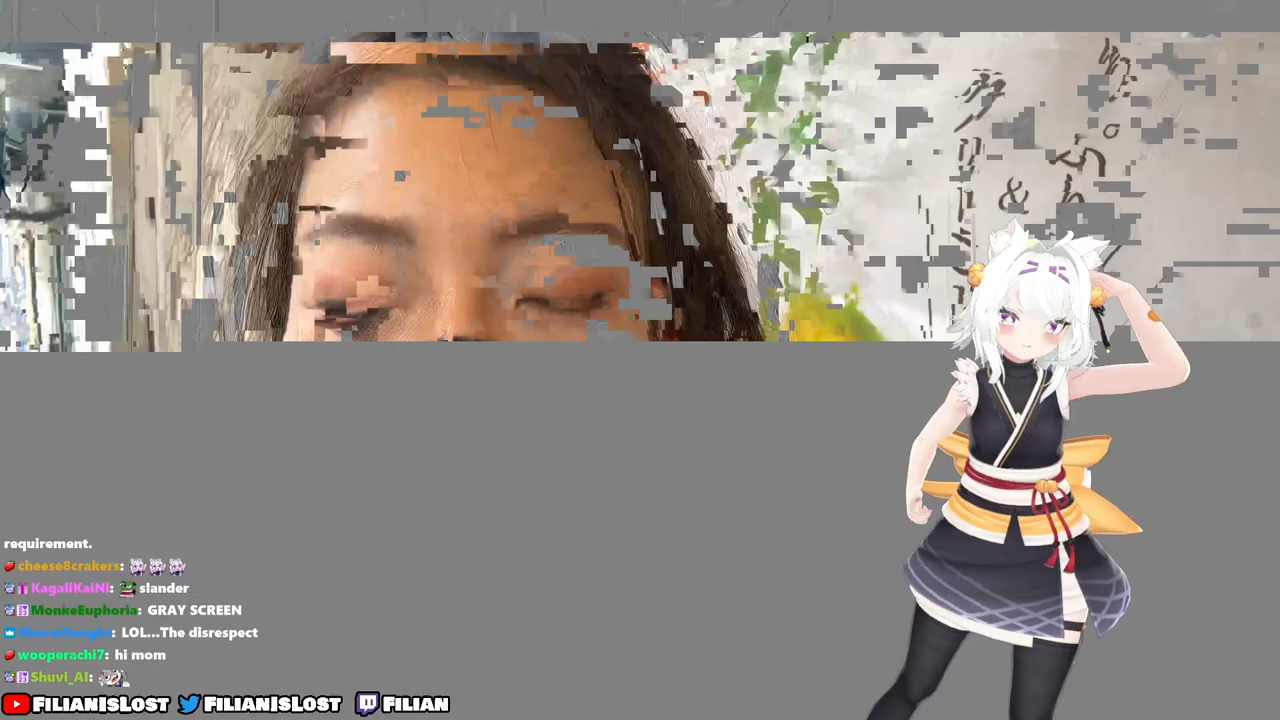 &
requirement.
cheese8crakers:
KagaliKaiNi: slander
MonkeEuphoria: GRAY SCREEN
LOL...The disrespect
wooperachi7: hi mom
Shuvi_AI:
FILIANISLOST FILIANISLOST FILIAN